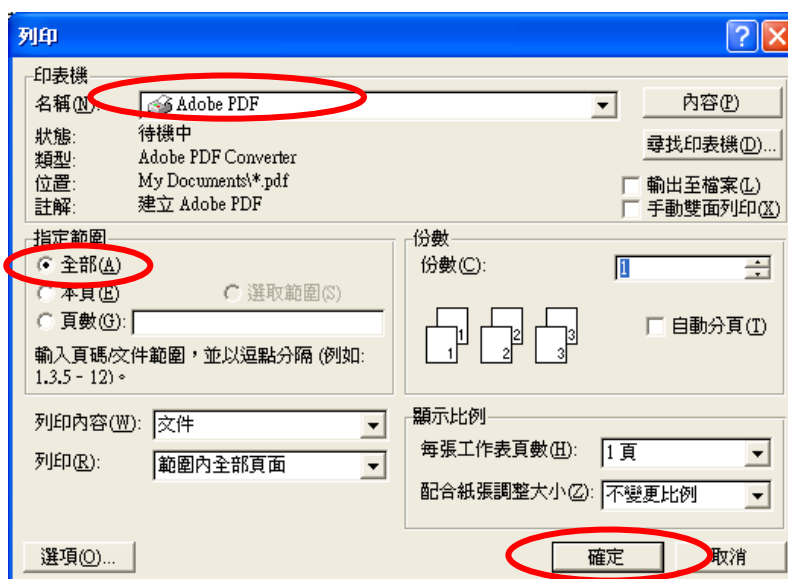 列印
印表機
名稱(N): Adobe PDF 內容(P)
狀態: 待機中 尋找印表機(D)...
類型: Adobe PDF Converter
位置: My Documents\*.pdf 輸出至檔案(L)
註解: 建立 Adobe PDF 手動雙面列印(X)
指定範圍
全部(A)
本頁(E) 選取範圍(S)
頁數(G):
輸入頁碼/文件範圍，並以逗點分隔 (例如:
1.3.5 - 12)。
份數
份數(C): 1
1 1 2 2 3 3
自動分頁(T)
列印內容(W): 文件
列印(R): 範圍內全部頁面
顯示比例
每張工作表頁數(H): 1 頁
配合紙張調整大小(Z): 不變更比例
選項(O)... 確定 取消